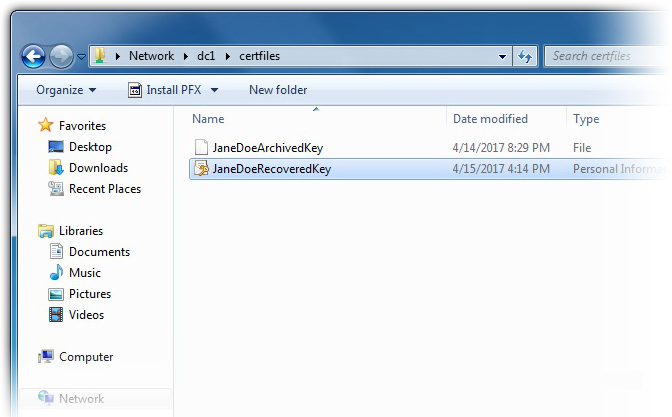 Network dc1 certfiles Search certfiles
Organize Install PFX New folder
Name Date modified Type
JaneDoeArchivedKey 4/14/2017 8:29 PM File
JaneDoeRecoveredKey 4/15/2017 4:14 PM Personal Informa
Favorites
Desktop
Downloads
Recent Places
Libraries
Documents
Music
Pictures
Videos
Computer
Network